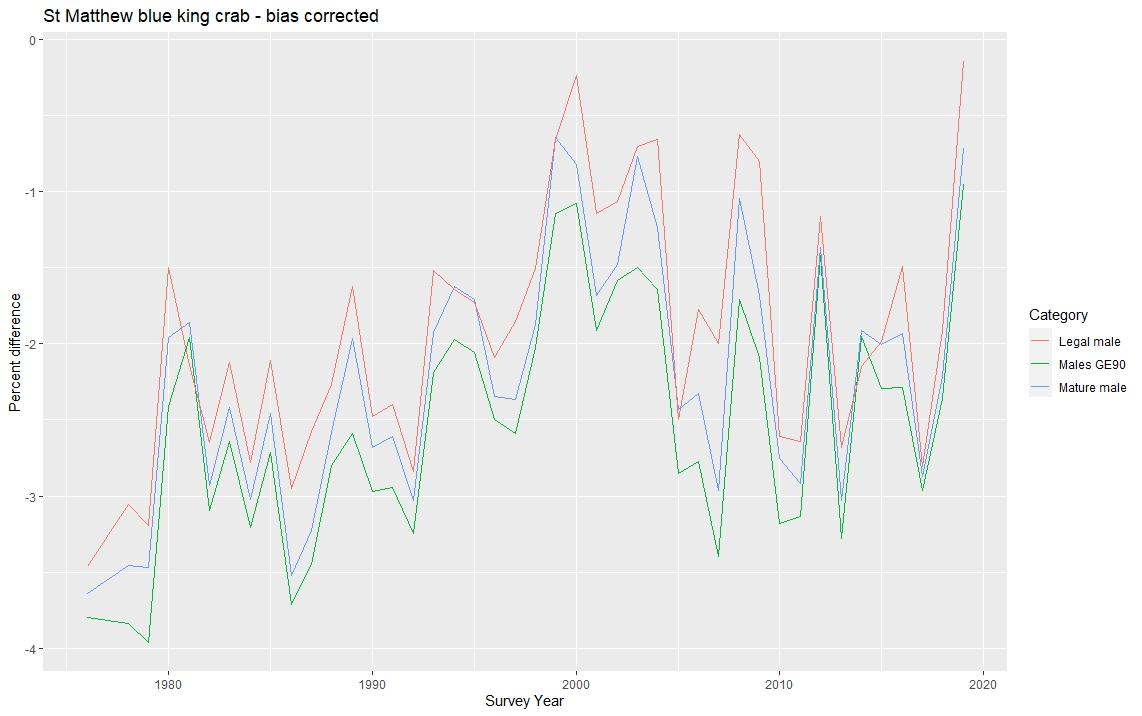 St Matthew blue king crab - bias corrected
Percent difference
0
-1
-2
-3
-4
1980
1990
2000
2010
2020
Survey Year
Category
Legal male
Males GE90
Mature male